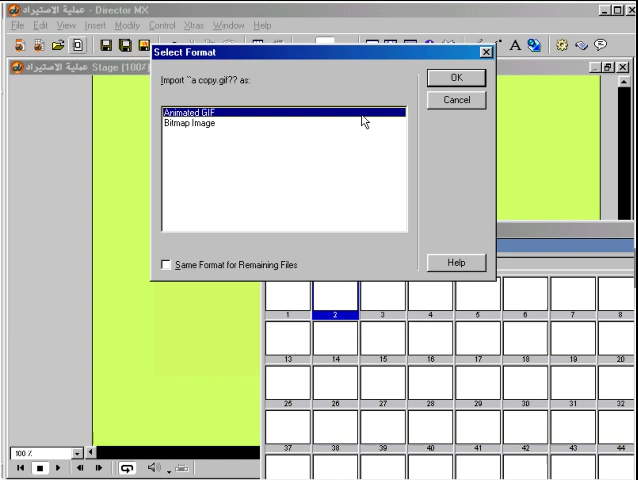 عملية الاستيراد - Director MX
File Edit View Insert Modify Control Xtras Window Help
عملية الاستيراد Stage (100%)
Select Format
Import ``a copy.gif?? as:
OK
Cancel
Animated GIF
Bitmap Image
Same Format for Remaining Files
Help
1 2 3 4 5 6 7 8
13 14 15 16 17 18 19 20
25 26 27 28 29 30 31 32
37 38 39 40 41 42 43 44
100 %